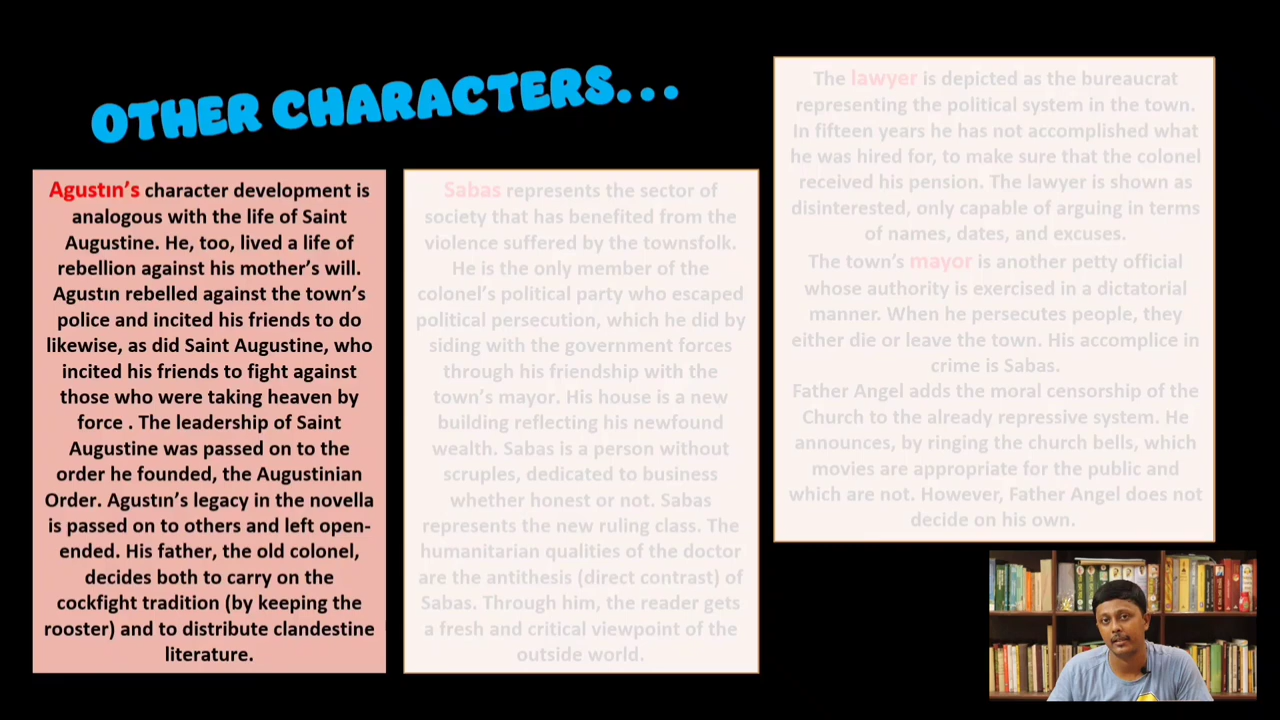 OTHER CHARACTERS...
Agustın’s character development is
analogous with the life of Saint
Augustine. He, too, lived a life of
rebellion against his mother’s will.
Agustın rebelled against the town’s
police and incited his friends to do
likewise, as did Saint Augustine, who
incited his friends to fight against
those who were taking heaven by
force . The leadership of Saint
Augustine was passed on to the
order he founded, the Augustinian
Order. Agustın’s legacy in the novella
is passed on to others and left open-
ended. His father, the old colonel,
decides both to carry on the
cockfight tradition (by keeping the
rooster) and to distribute clandestine
literature.
Sabas represents the sector of
society that has benefited from the
violence suffered by the townsfolk.
He is the only member of the
colonel’s political party who escaped
political persecution, which he did by
siding with the government forces
through his friendship with the
town’s mayor. His house is a new
building reflecting his newfound
wealth. Sabas is a person without
scruples, dedicated to business
whether honest or not. Sabas
represents the new ruling class. The
humanitarian qualities of the doctor
are the antithesis (direct contrast) of
Sabas. Through him, the reader gets
a fresh and critical viewpoint of the
outside world.
The lawyer is depicted as the bureaucrat
representing the political system in the town.
In fifteen years he has not accomplished what
he was hired for, to make sure that the colonel
received his pension. The lawyer is shown as
disinterested, only capable of arguing in terms
of names, dates, and excuses.
The town’s mayor is another petty official
whose authority is exercised in a dictatorial
manner. When he persecutes people, they
either die or leave the town. His accomplice in
crime is Sabas.
Father Angel adds the moral censorship of the
Church to the already repressive system. He
announces, by ringing the church bells, which
movies are appropriate for the public and
which are not. However, Father Angel does not
decide on his own.